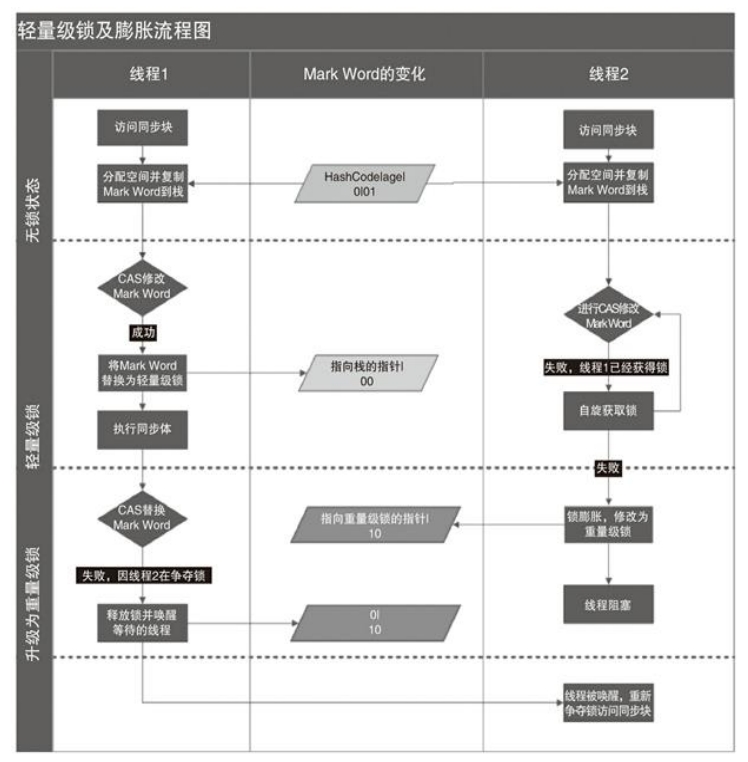 轻量级锁及膨胀流程图
线程1
Mark Word的变化
线程2
无锁状态
访问同步块
访问同步块
分配空间并复制
Mark Word到栈
HashCode|age|
0|01
分配空间并复制
Mark Word到栈
轻量级锁
CAS修改
Mark Word
成功
将Mark Word
替换为轻量级锁
执行同步体
指向栈的指针|
00
进行CAS修改
MarkWord
失败，线程1已经获得锁
自旋获取锁
失败
升级为重量级锁
CAS替换
Mark Word
失败，因线程2在争夺锁
释放锁并唤醒
等待的线程
指向重量级锁的指针|
10
0|
10
锁膨胀，修改为
重量级锁
线程阻塞
线程被唤醒，重新
争夺锁访问同步块